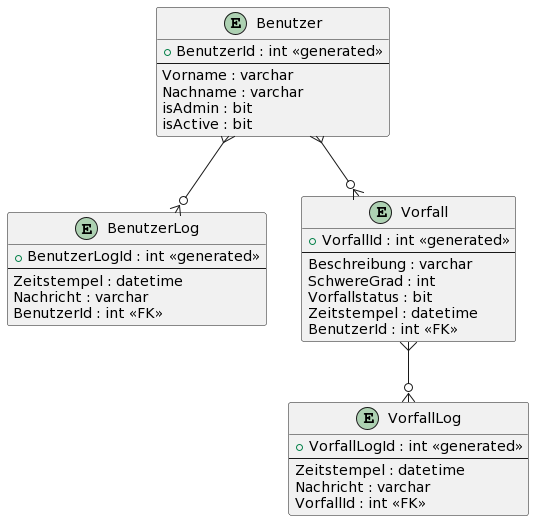 E Benutzer
BenutzerId : int «generated»
Vorname : varchar
Nachname : varchar
isAdmin : bit
isActive : bit
E BenutzerLog
BenutzerLogId : int «generated»
Zeitstempel : datetime
Nachricht : varchar
BenutzerId : int «FK»
E Vorfall
VorfallId : int «generated»
Beschreibung : varchar
SchwereGrad : int
Vorfallstatus : bit
Zeitstempel : datetime
BenutzerId : int «FK»
E VorfallLog
VorfallLogId : int «generated»
Zeitstempel : datetime
Nachricht : varchar
VorfallId : int «FK»